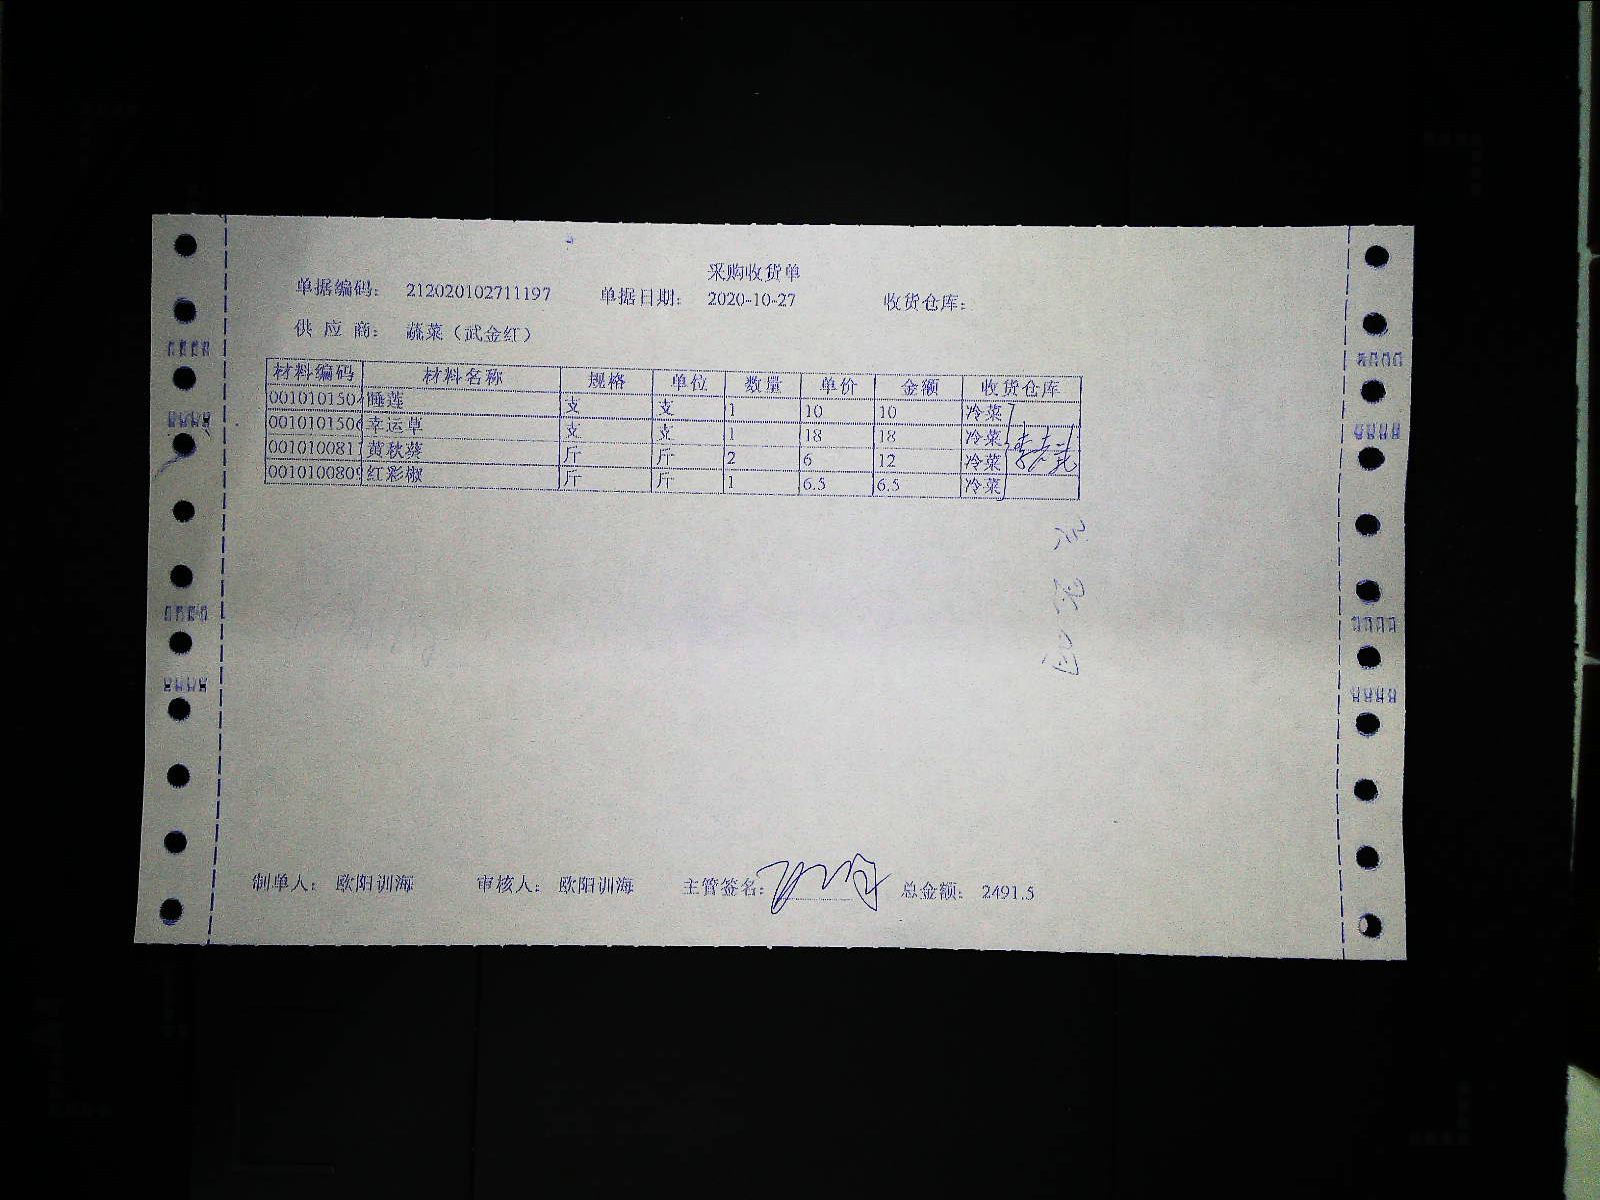 采购收货单
单据编码: 212020102711197 单据日期: 2020-10-27 收货仓库:
供 应 商: 蔬菜（武金红）
材料编码 材料名称 规格 单位 数量 单价 金额 收货仓库
001010150 睡莲 支 支 1 10 10 冷菜
001010150 幸运草 支 支 1 18 18 冷菜
001010081 黄秋葵 斤 斤 2 6 12 冷菜
001010080 红彩椒 斤 斤 1 6.5 6.5 冷菜
制单人: 欧阳训海 审核人: 欧阳训海 主管签名: 总金额: 2491.5